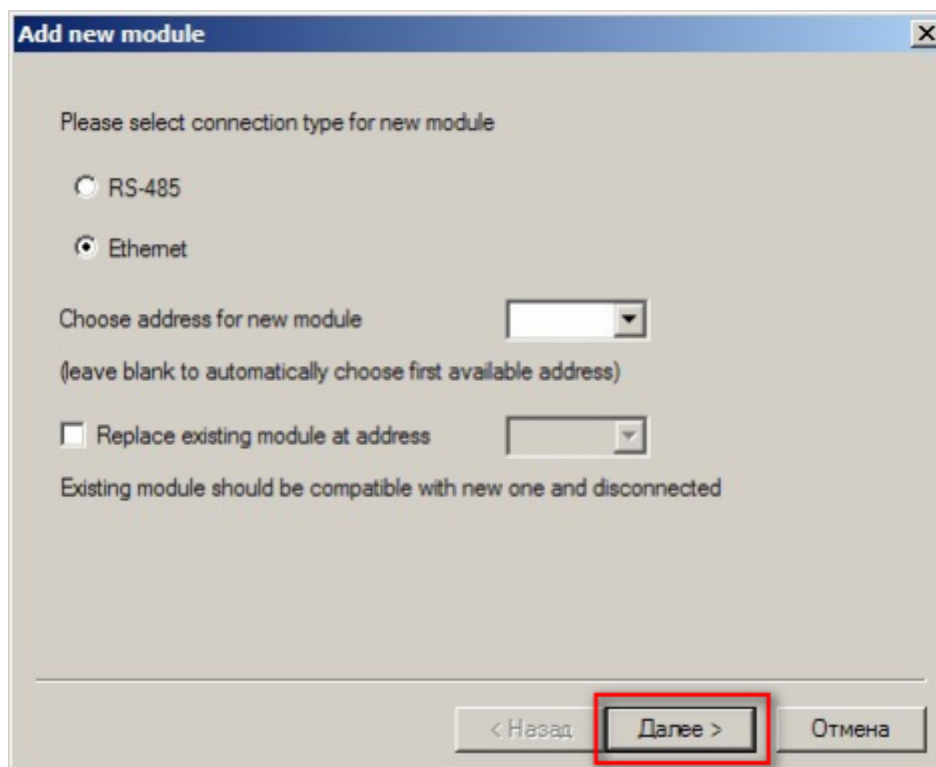 Add new module
Please select connection type for new module
RS-485
Ethernet
Choose address for new module
(leave blank to automatically choose first available address)
Replace existing module at address
Existing module should be compatible with new one and disconnected
< Назад
Далее >
Отмена